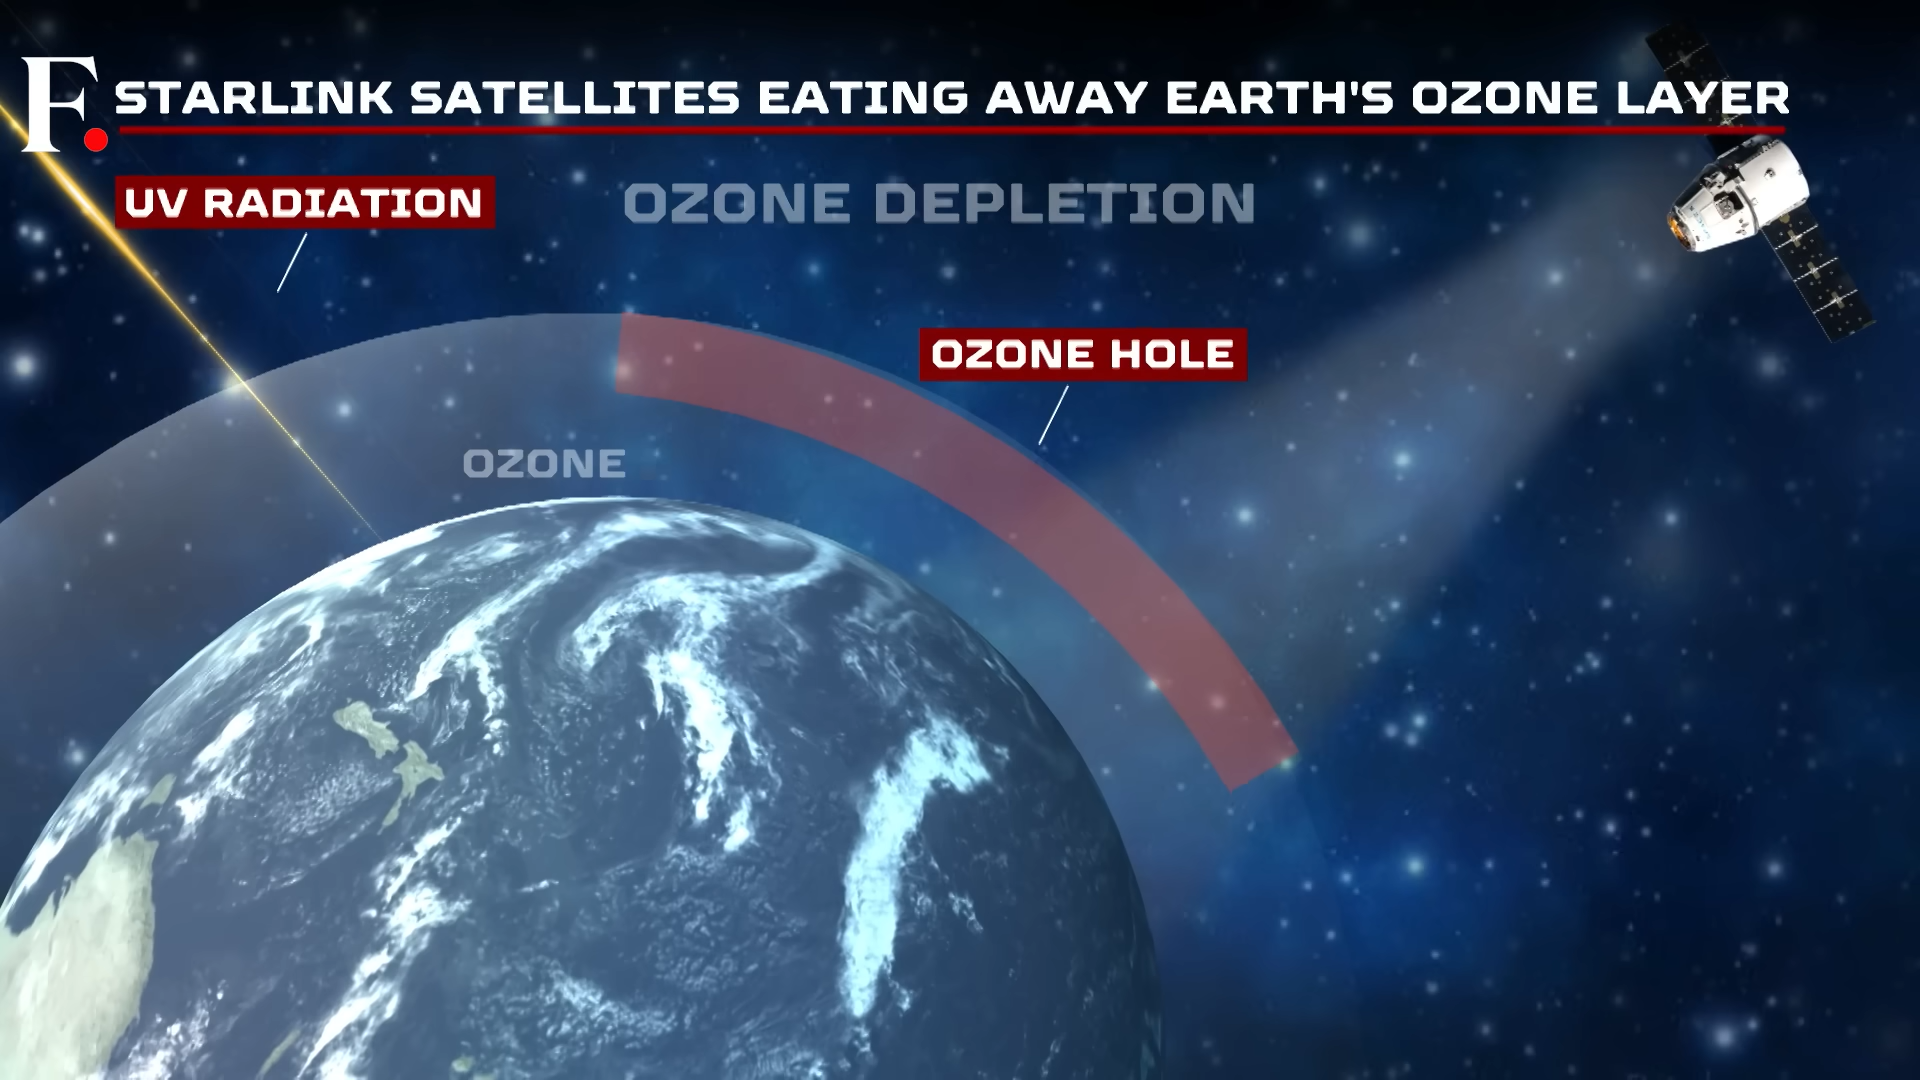 F.
STARLINK SATELLITES EATING AWAY EARTH'S OZONE LAYER
UV RADIATION
OZONE DEPLETION
OZONE HOLE
OZONE